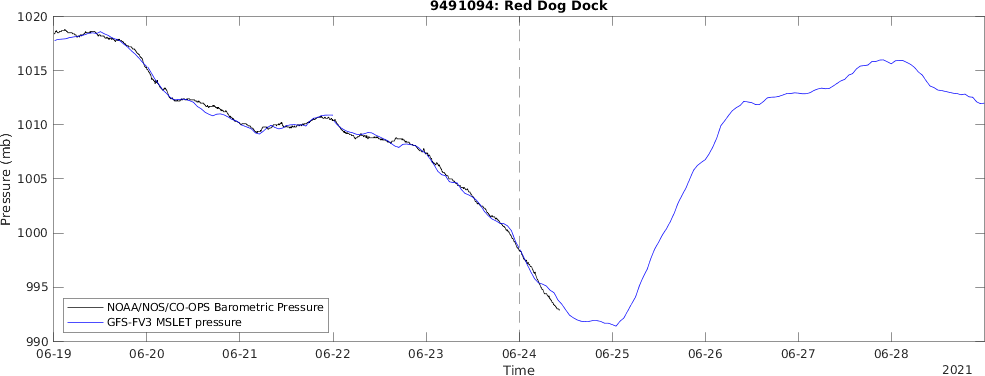 9491094: Red Dog Dock
1020
1015
1010
1005
1000
995
990
Pressure (mb)
NOAA/NOS/CO-OPS Barometric Pressure
GFS-FV3 MSLET pressure
06-19 06-20 06-21 06-22 06-23 06-24 06-25 06-26 06-27 06-28
Time
2021